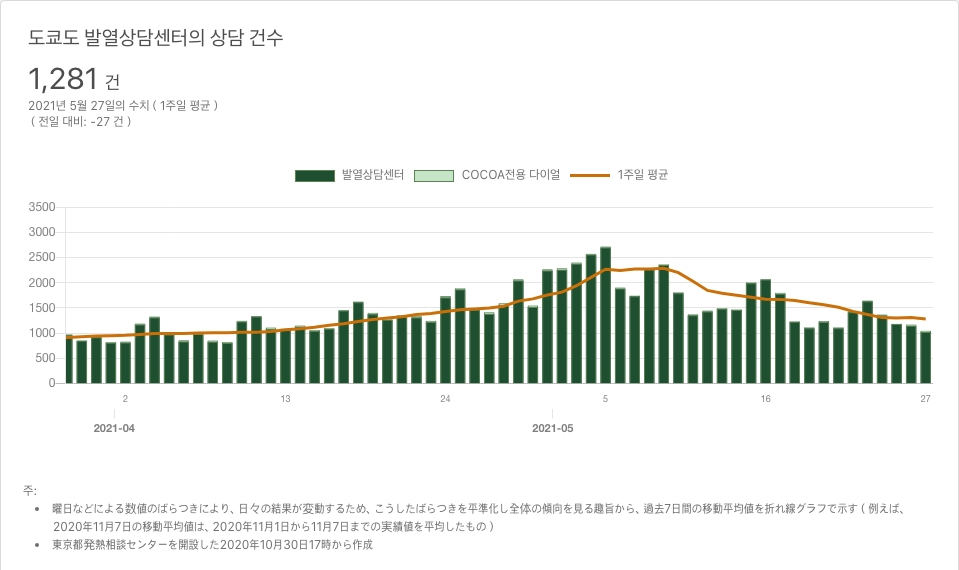 도쿄도 발열상담센터의 상담 건수
1,281 건
2021년 5월 27일의 수치 ( 1주일 평균 )
( 전일 대비: -27 건 )
발열상담센터 COCOA전용 다이얼 1주일 평균
3500
3000
2500
2000
1500
1000
500
0
2 13 24 5 16 27
2021-04 2021-05
주:
• 曜日などによる数値のばらつきにより、日々の結果が変動するため、こうしたばらつきを平準化し全体の傾向を見る趣旨から、過去7日間の移動平均値を折れ線グラフで示す ( 例えば、
2020年11月7日の移動平均値は、2020年11月1日から11月7日までの実績値を平均したもの )
• 東京都発熱相談センターを開設した2020年10月30日17時から作成